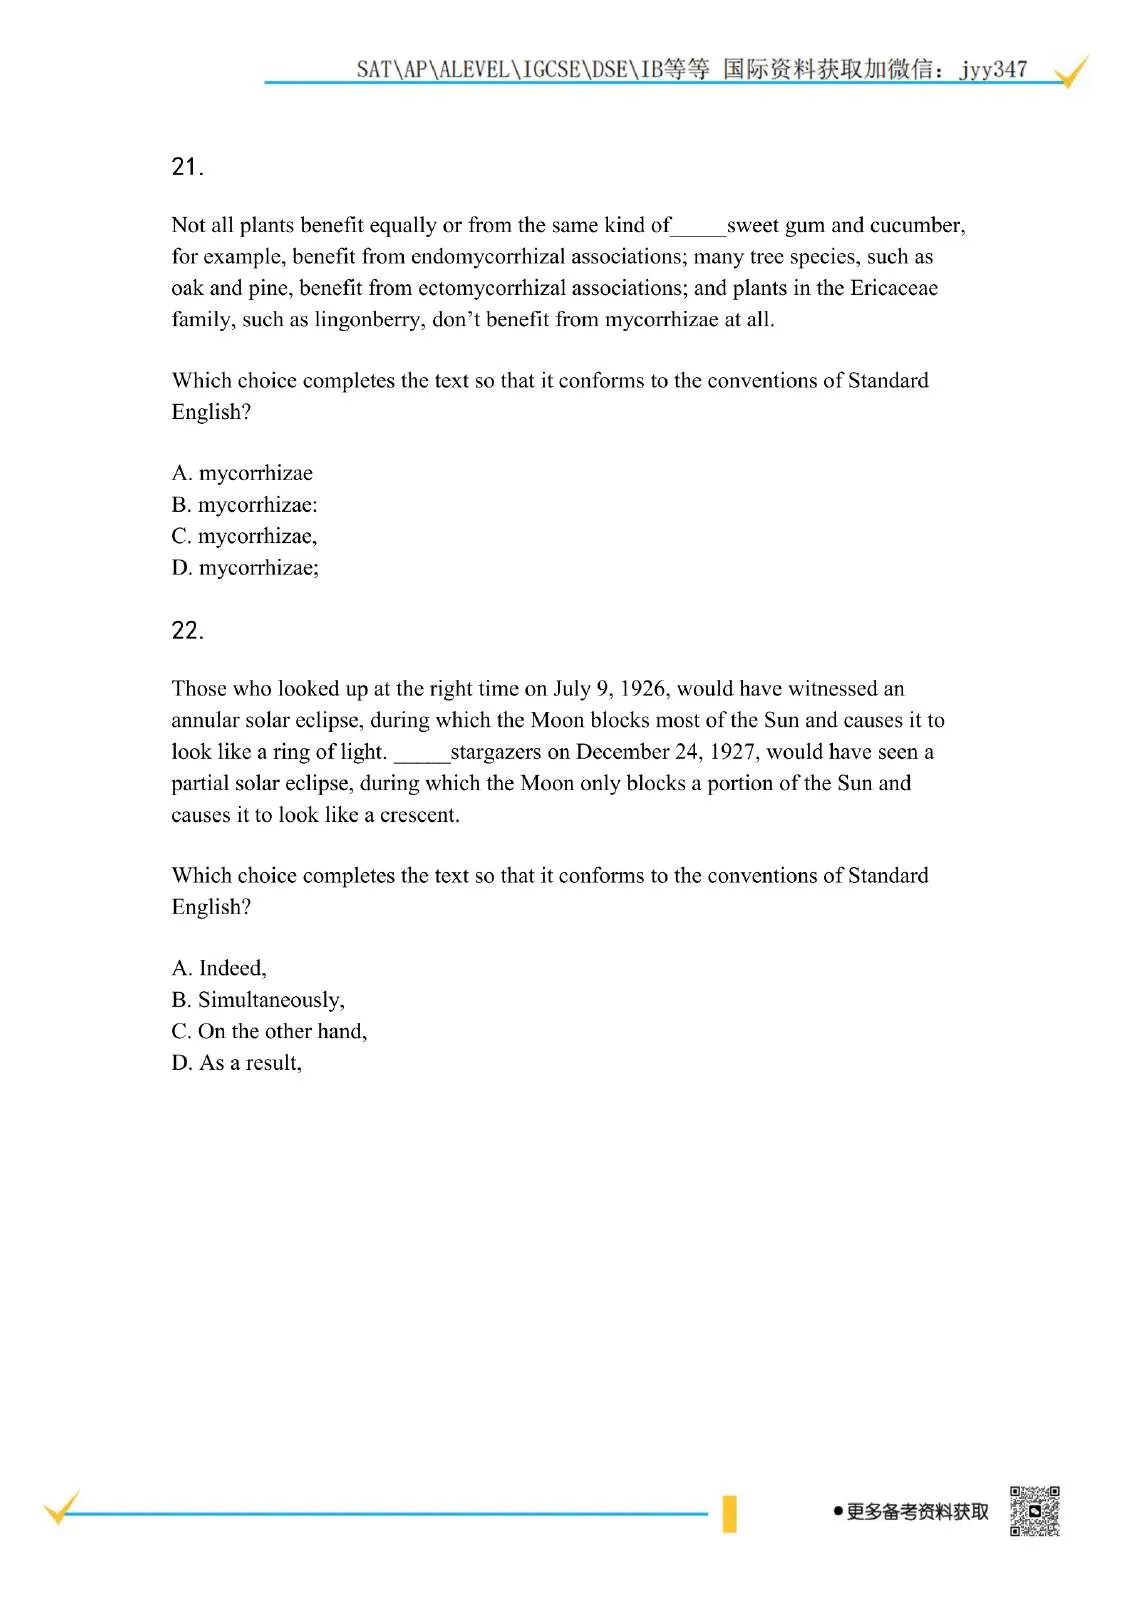 SAT\AP\ALEVEL\IGCSE\DSE\IB等等 国际资料获取加微信：jyy347
21.
Not all plants benefit equally or from the same kind of_____sweet gum and cucumber,
for example, benefit from endomycorrhizal associations; many tree species, such as
oak and pine, benefit from ectomycorrhizal associations; and plants in the Ericaceae
family, such as lingonberry, don’t benefit from mycorrhizae at all.
Which choice completes the text so that it conforms to the conventions of Standard
English?
A. mycorrhizae
B. mycorrhizae:
C. mycorrhizae,
D. mycorrhizae;
22.
Those who looked up at the right time on July 9, 1926, would have witnessed an
annular solar eclipse, during which the Moon blocks most of the Sun and causes it to
look like a ring of light. _____stargazers on December 24, 1927, would have seen a
partial solar eclipse, during which the Moon only blocks a portion of the Sun and
causes it to look like a crescent.
Which choice completes the text so that it conforms to the conventions of Standard
English?
A. Indeed,
B. Simultaneously,
C. On the other hand,
D. As a result,
●更多备考资料获取